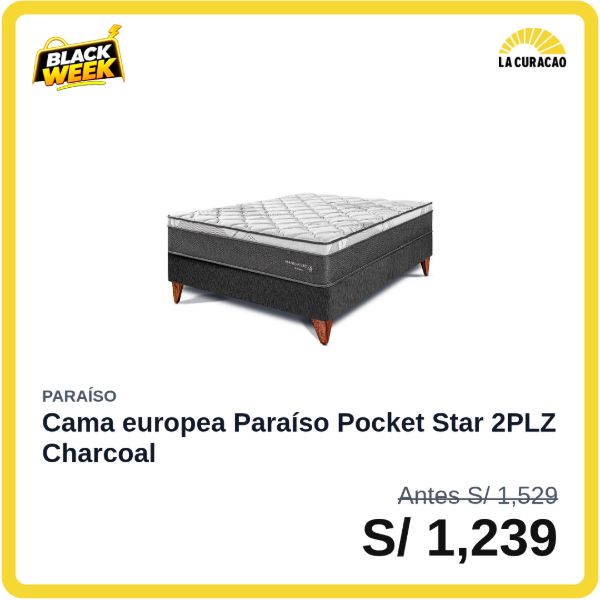 BLACK
WEEK
LA CURACAO
PARAÍSO
Cama europea Paraíso Pocket Star 2PLZ
Charcoal
Antes S/ 1,529
S/ 1,239